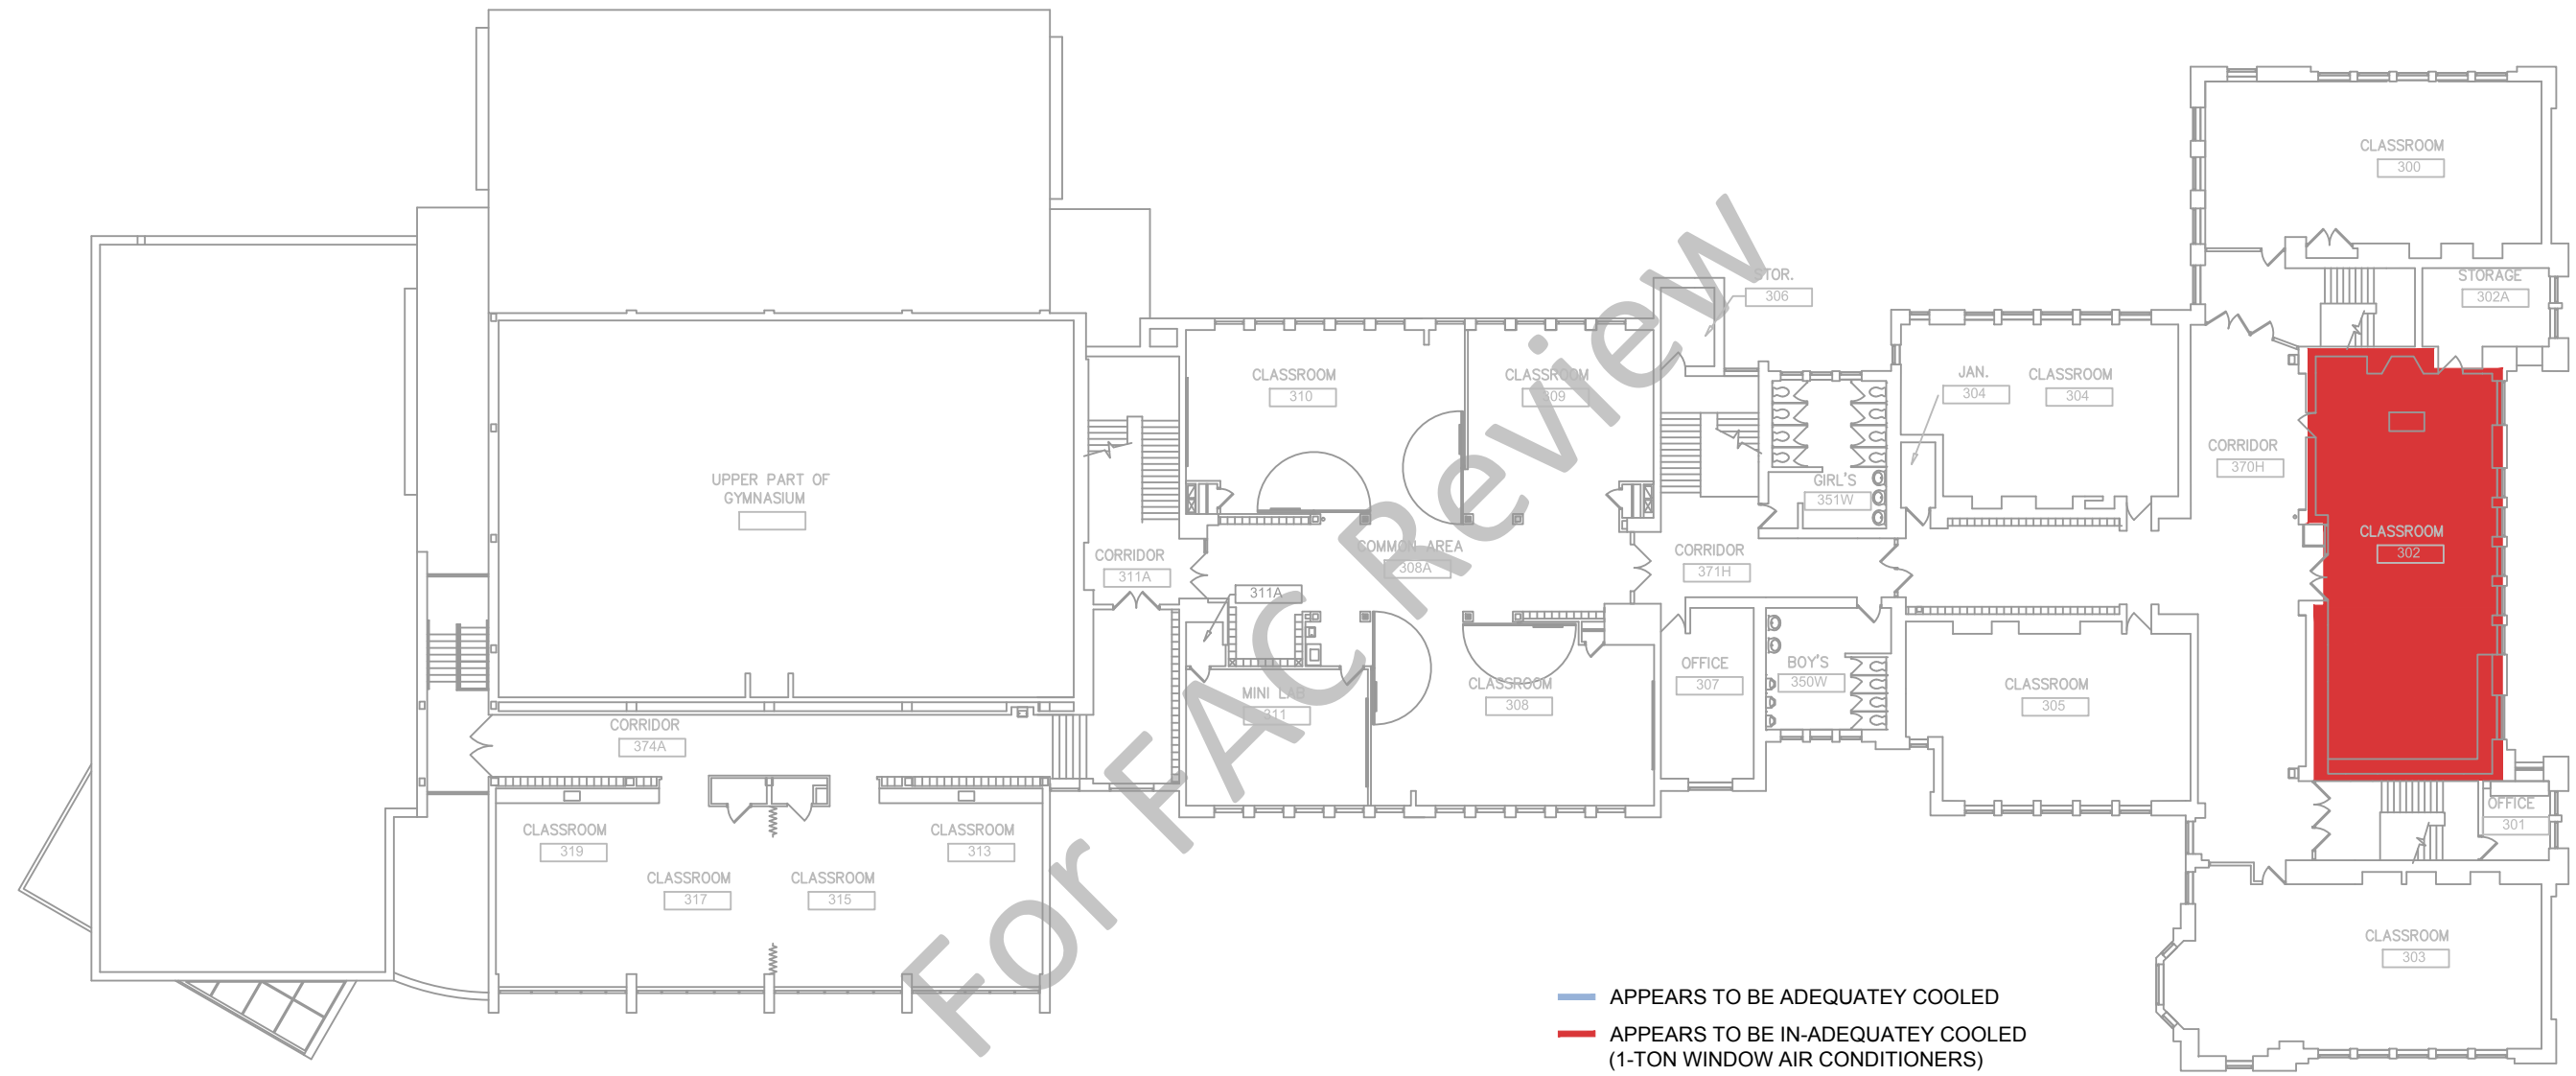 CLASSROOM
300
STORAGE
302A
STOR.
306
CLASSROOM
310
CLASSROOM
309
JAN.
304
CLASSROOM
304
CORRIDOR
370H
UPPER PART OF
GYMNASIUM
GIRL'S
351W
CLASSROOM
302
CORRIDOR
311A
COMMON AREA
308A
CORRIDOR
371H
311A
OFFICE
307
BOY'S
350W
MINI LAB
311
CLASSROOM
308
CLASSROOM
305
CORRIDOR
374A
OFFICE
301
CLASSROOM
319
CLASSROOM
313
CLASSROOM
317
CLASSROOM
315
CLASSROOM
303
For FAC Review
APPEARS TO BE ADEQUATEY COOLED
APPEARS TO BE IN-ADEQUATEY COOLED
(1-TON WINDOW AIR CONDITIONERS)